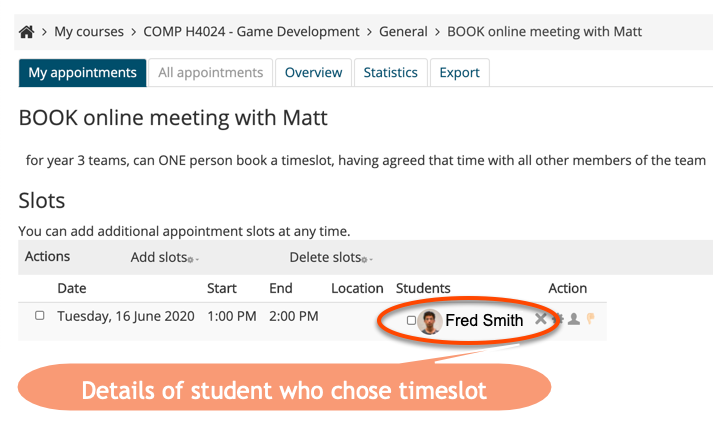 > My courses > COMP H4024 - Game Development > General > BOOK online meeting with Matt
My appointments All appointments Overview Statistics Export
BOOK online meeting with Matt
for year 3 teams, can ONE person book a timeslot, having agreed that time with all other members of the team
Slots
You can add additional appointment slots at any time.
Actions Add slots Delete slots
Date Start End Location Students Action
Tuesday, 16 June 2020 1:00 PM 2:00 PM Fred Smith
Details of student who chose timeslot